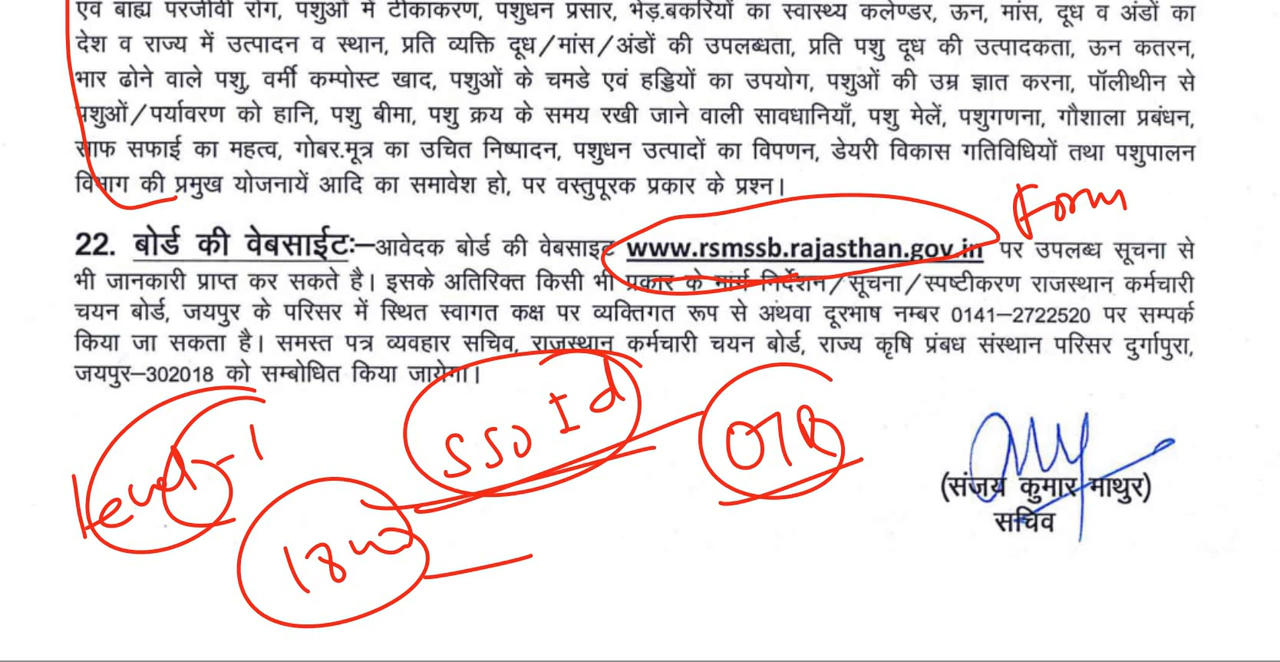 एवं बाह्य परजीवी रोग, पशुओं में टीकाकरण, पशुधन प्रसार, भेड़.बकरियों का स्वास्थ्य कलेण्डर, ऊन, मांस, दूध व अंडों का
देश व राज्य में उत्पादन व स्थान, प्रति व्यक्ति दूध/मांस/अंडों की उपलब्धता, प्रति पशु दूध की उत्पादकता, ऊन कतरन,
भार ढोने वाले पशु, वर्मी कम्पोस्ट खाद, पशुओं के चमडे एवं हड्डियों का उपयोग, पशुओं की उम्र ज्ञात करना, पॉलीथीन से
पशुओं/पर्यावरण को हानि, पशु बीमा, पशु क्रय के समय रखी जाने वाली सावधानियाँ, पशु मेलें, पशुगणना, गौशाला प्रबंधन,
साफ सफाई का महत्व, गोबर.मूत्र का उचित निष्पादन, पशुधन उत्पादों का विपणन, डेयरी विकास गतिविधियों तथा पशुपालन
विभाग की प्रमुख योजनायें आदि का समावेश हो, पर वस्तुपूरक प्रकार के प्रश्न।
Form
22. बोर्ड की वेबसाईटः–आवेदक बोर्ड की वेबसाइट www.rsmssb.rajasthan.gov.in पर उपलब्ध सूचना से
भी जानकारी प्राप्त कर सकते है। इसके अतिरिक्त किसी भी प्रकार के मार्ग निर्देशन/सूचना/स्पष्टीकरण राजस्थान कर्मचारी
चयन बोर्ड, जयपुर के परिसर में स्थित स्वागत कक्ष पर व्यक्तिगत रूप से अथवा दूरभाष नम्बर 0141–2722520 पर सम्पर्क
किया जा सकता है। समस्त पत्र व्यवहार सचिव, राजस्थान कर्मचारी चयन बोर्ड, राज्य कृषि प्रंबध संस्थान परिसर दुर्गापुरा,
जयपुर–302018 को सम्बोधित किया जायेगा।
SSO Id
OTR
level-1
(संजय कुमार माथुर)
सचिव